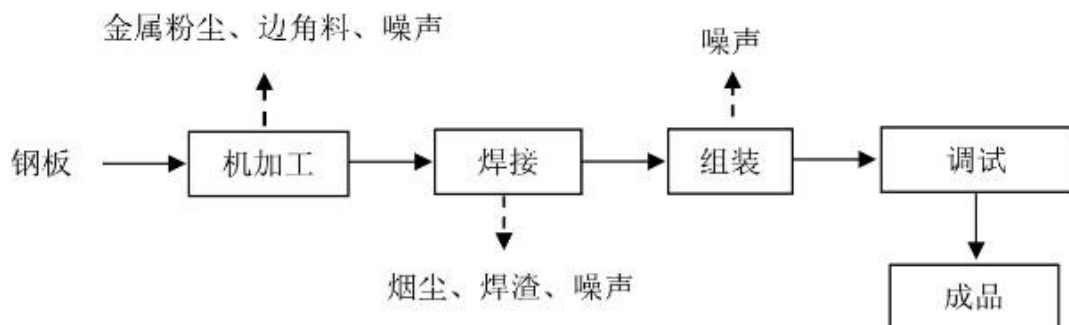 金属粉尘、边角料、噪声
噪声
钢板
机加工
焊接
组装
调试
烟尘、焊渣、噪声
成品